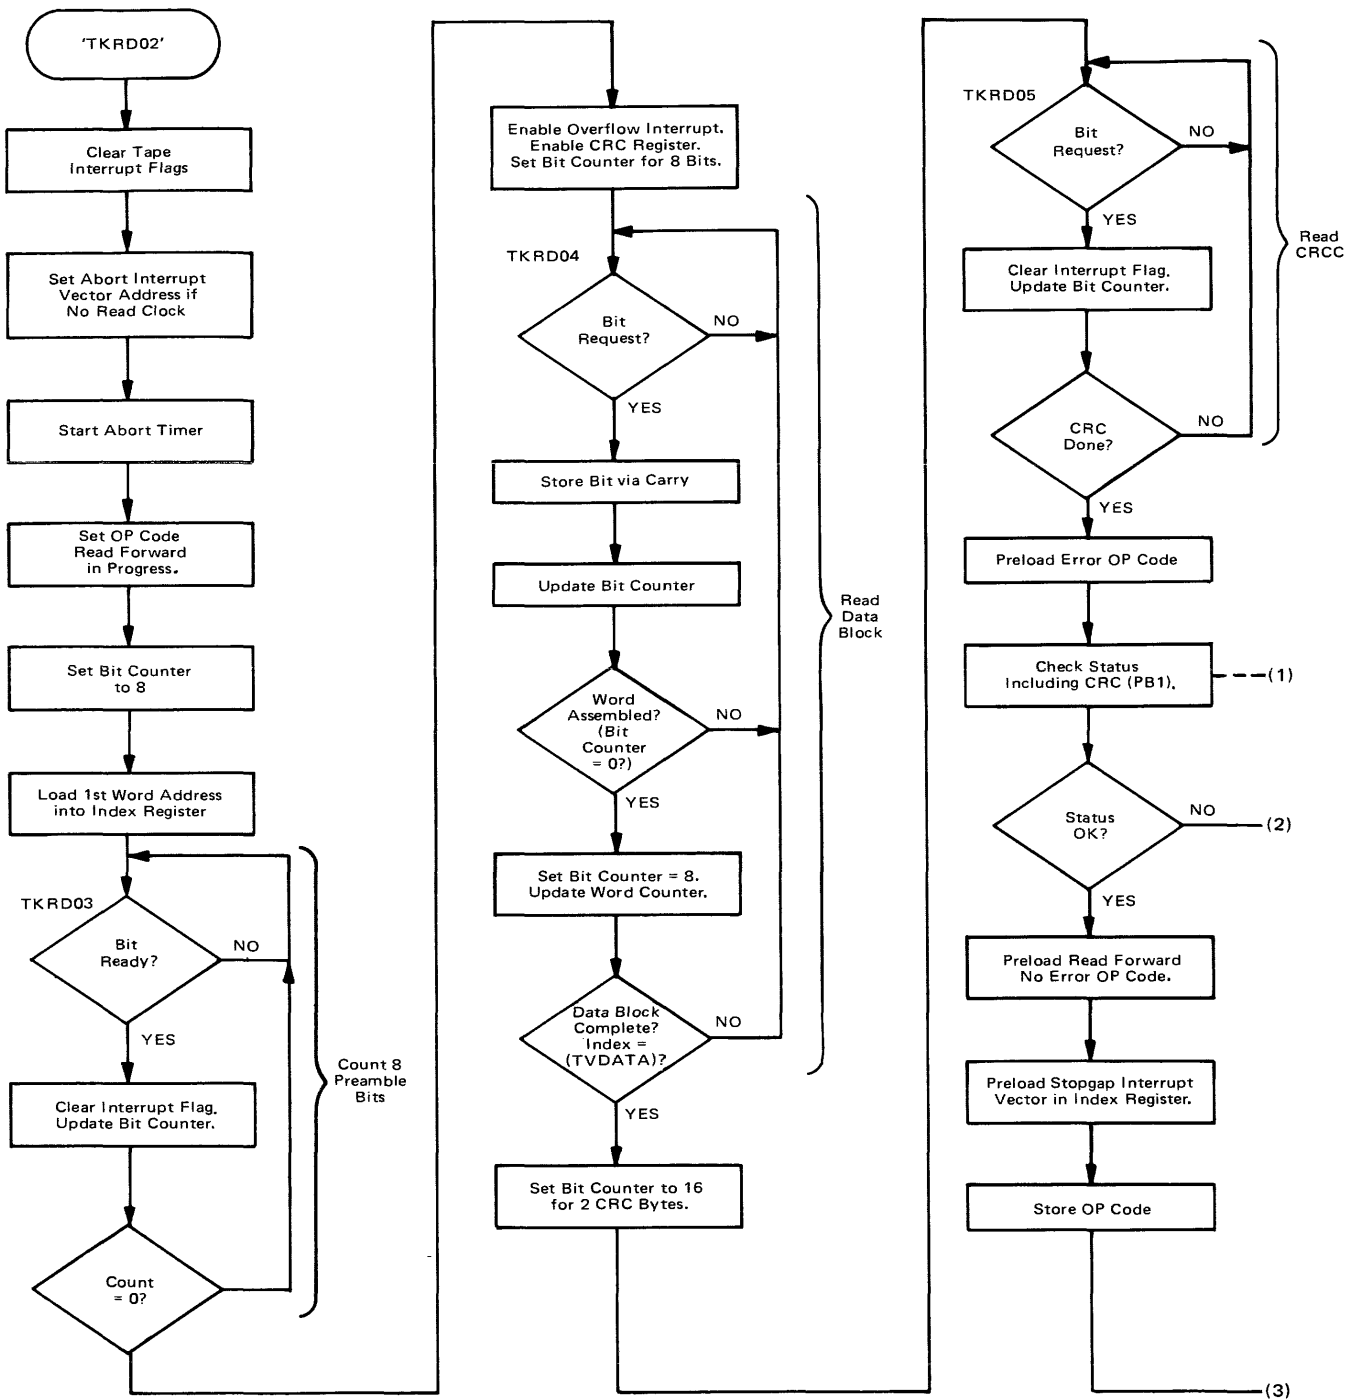 'TKRD02'
Clear Tape
Interrupt Flags
Set Abort Interrupt
Vector Address if
No Read Clock
Start Abort Timer
Set OP Code
Read Forward
in Progress.
Set Bit Counter
to 8
Load 1st Word Address
into Index Register
TKRD03
Bit
Ready?
NO
YES
Clear Interrupt Flag.
Update Bit Counter.
Count
= 0?
Count 8
Preamble
Bits
Enable Overflow Interrupt.
Enable CRC Register.
Set Bit Counter for 8 Bits.
TKRD04
Bit
Request?
NO
YES
Store Bit via Carry
Update Bit Counter
Word
Assembled?
(Bit
Counter
= 0?)
NO
YES
Set Bit Counter = 8.
Update Word Counter.
Data Block
Complete?
Index =
(TVDATA)?
NO
YES
Set Bit Counter to 16
for 2 CRC Bytes.
Read
Data
Block
TKRD05
Bit
Request?
NO
YES
Clear Interrupt Flag.
Update Bit Counter.
CRC
Done?
NO
YES
Read
CRCC
Preload Error OP Code
Check Status
Including CRC (PB1).
(1)
Status
OK?
NO
(2)
YES
Preload Read Forward
No Error OP Code.
Preload Stopgap Interrupt
Vector in Index Register.
Store OP Code
(3)